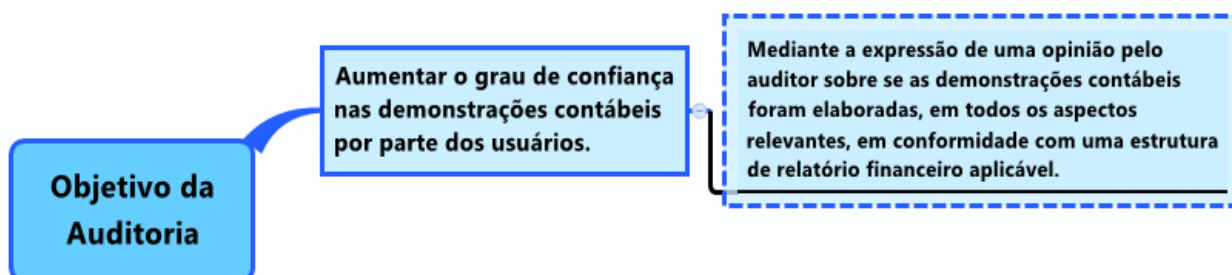 Objetivo da
Auditoria
Aumentar o grau de confiança
nas demonstrações contábeis
por parte dos usuários.
Mediante a expressão de uma opinião pelo
auditor sobre se as demonstrações contábeis
foram elaboradas, em todos os aspectos
relevantes, em conformidade com uma estrutura
de relatório financeiro aplicável.